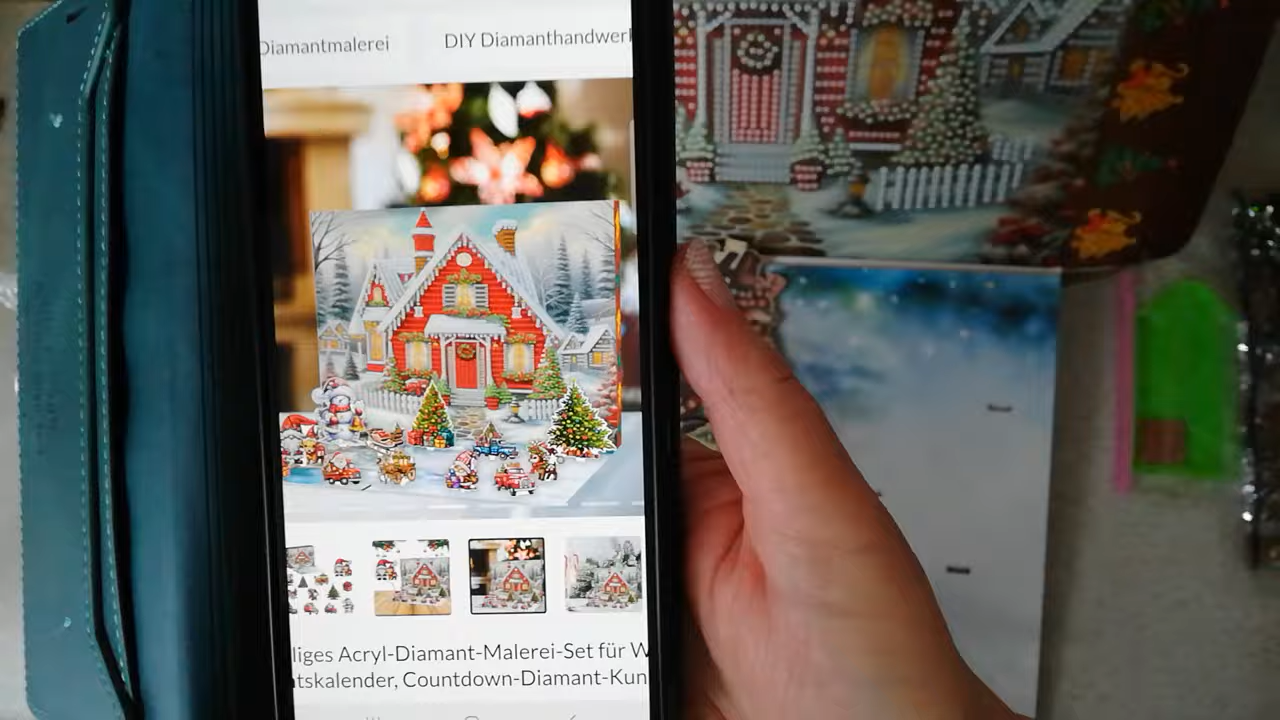 Diamantmalerei
DIY Diamanthandwerk
liges Acryl-Diamant-Malerei-Set für W
tskalender, Countdown-Diamant-Kun